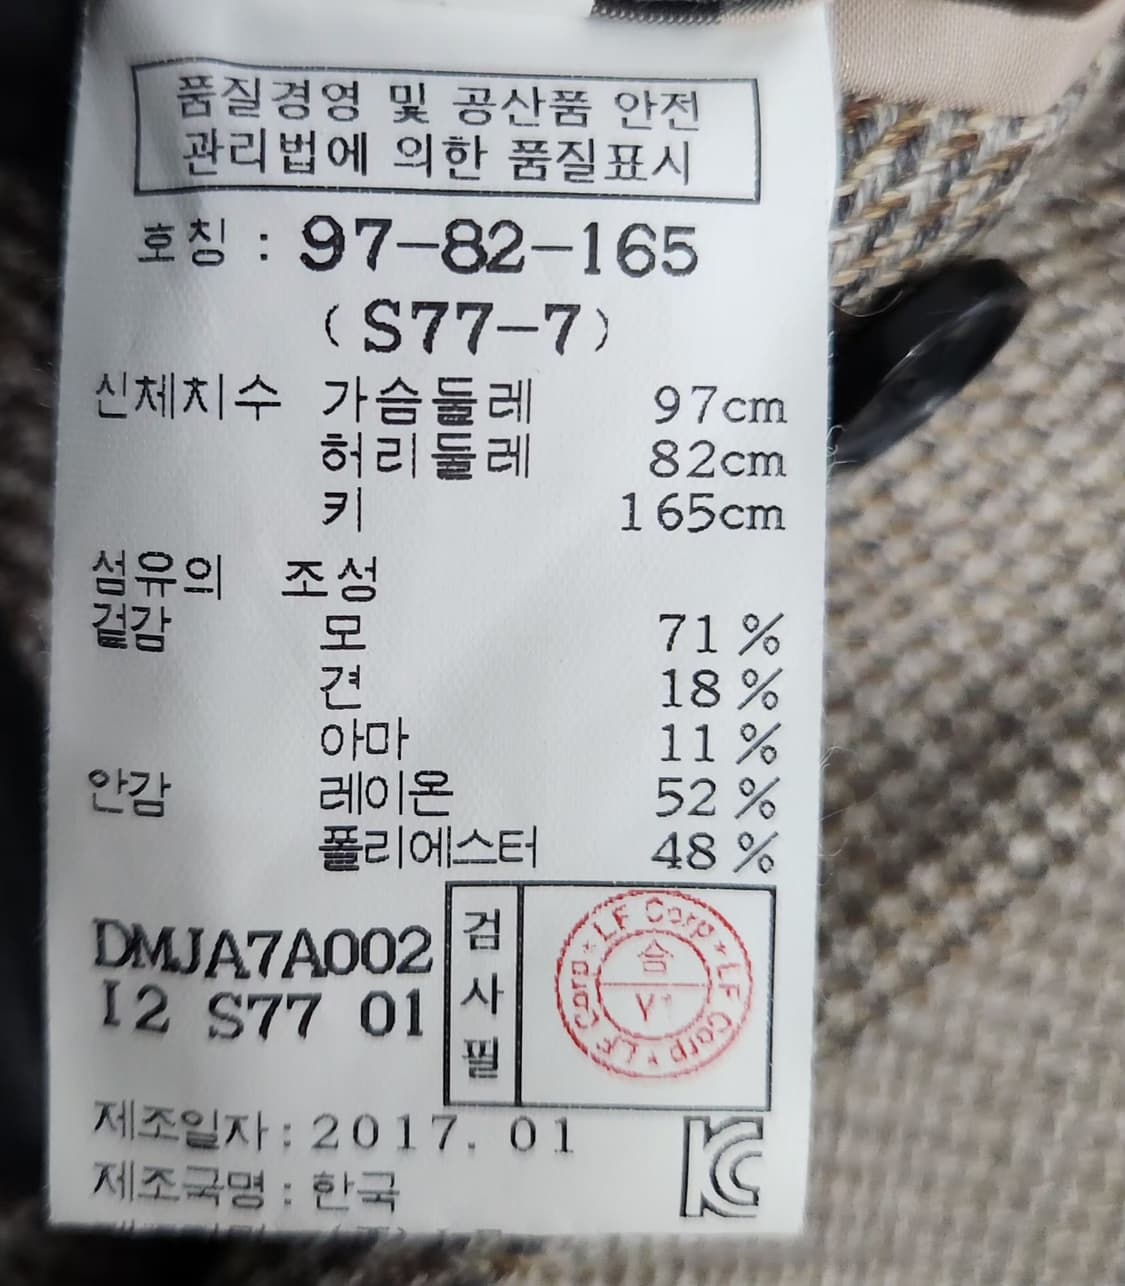 품질경영 및 공산품 안전
관리법에 의한 품질표시
호칭 : 97-82-165
(S77-7)
신체치수 가슴둘레 97cm
허리둘레 82cm
키 165cm
섬유의 조성
겉감 모 71 %
견 18 %
아마 11 %
안감 레이온 52 %
폴리에스터 48 %
DMJA7A002
I2 S77 01
검사필
LF Corp * LF Corp * LF Corp *
合
제조일자 : 2017. 01
제조국명 : 한국
KC